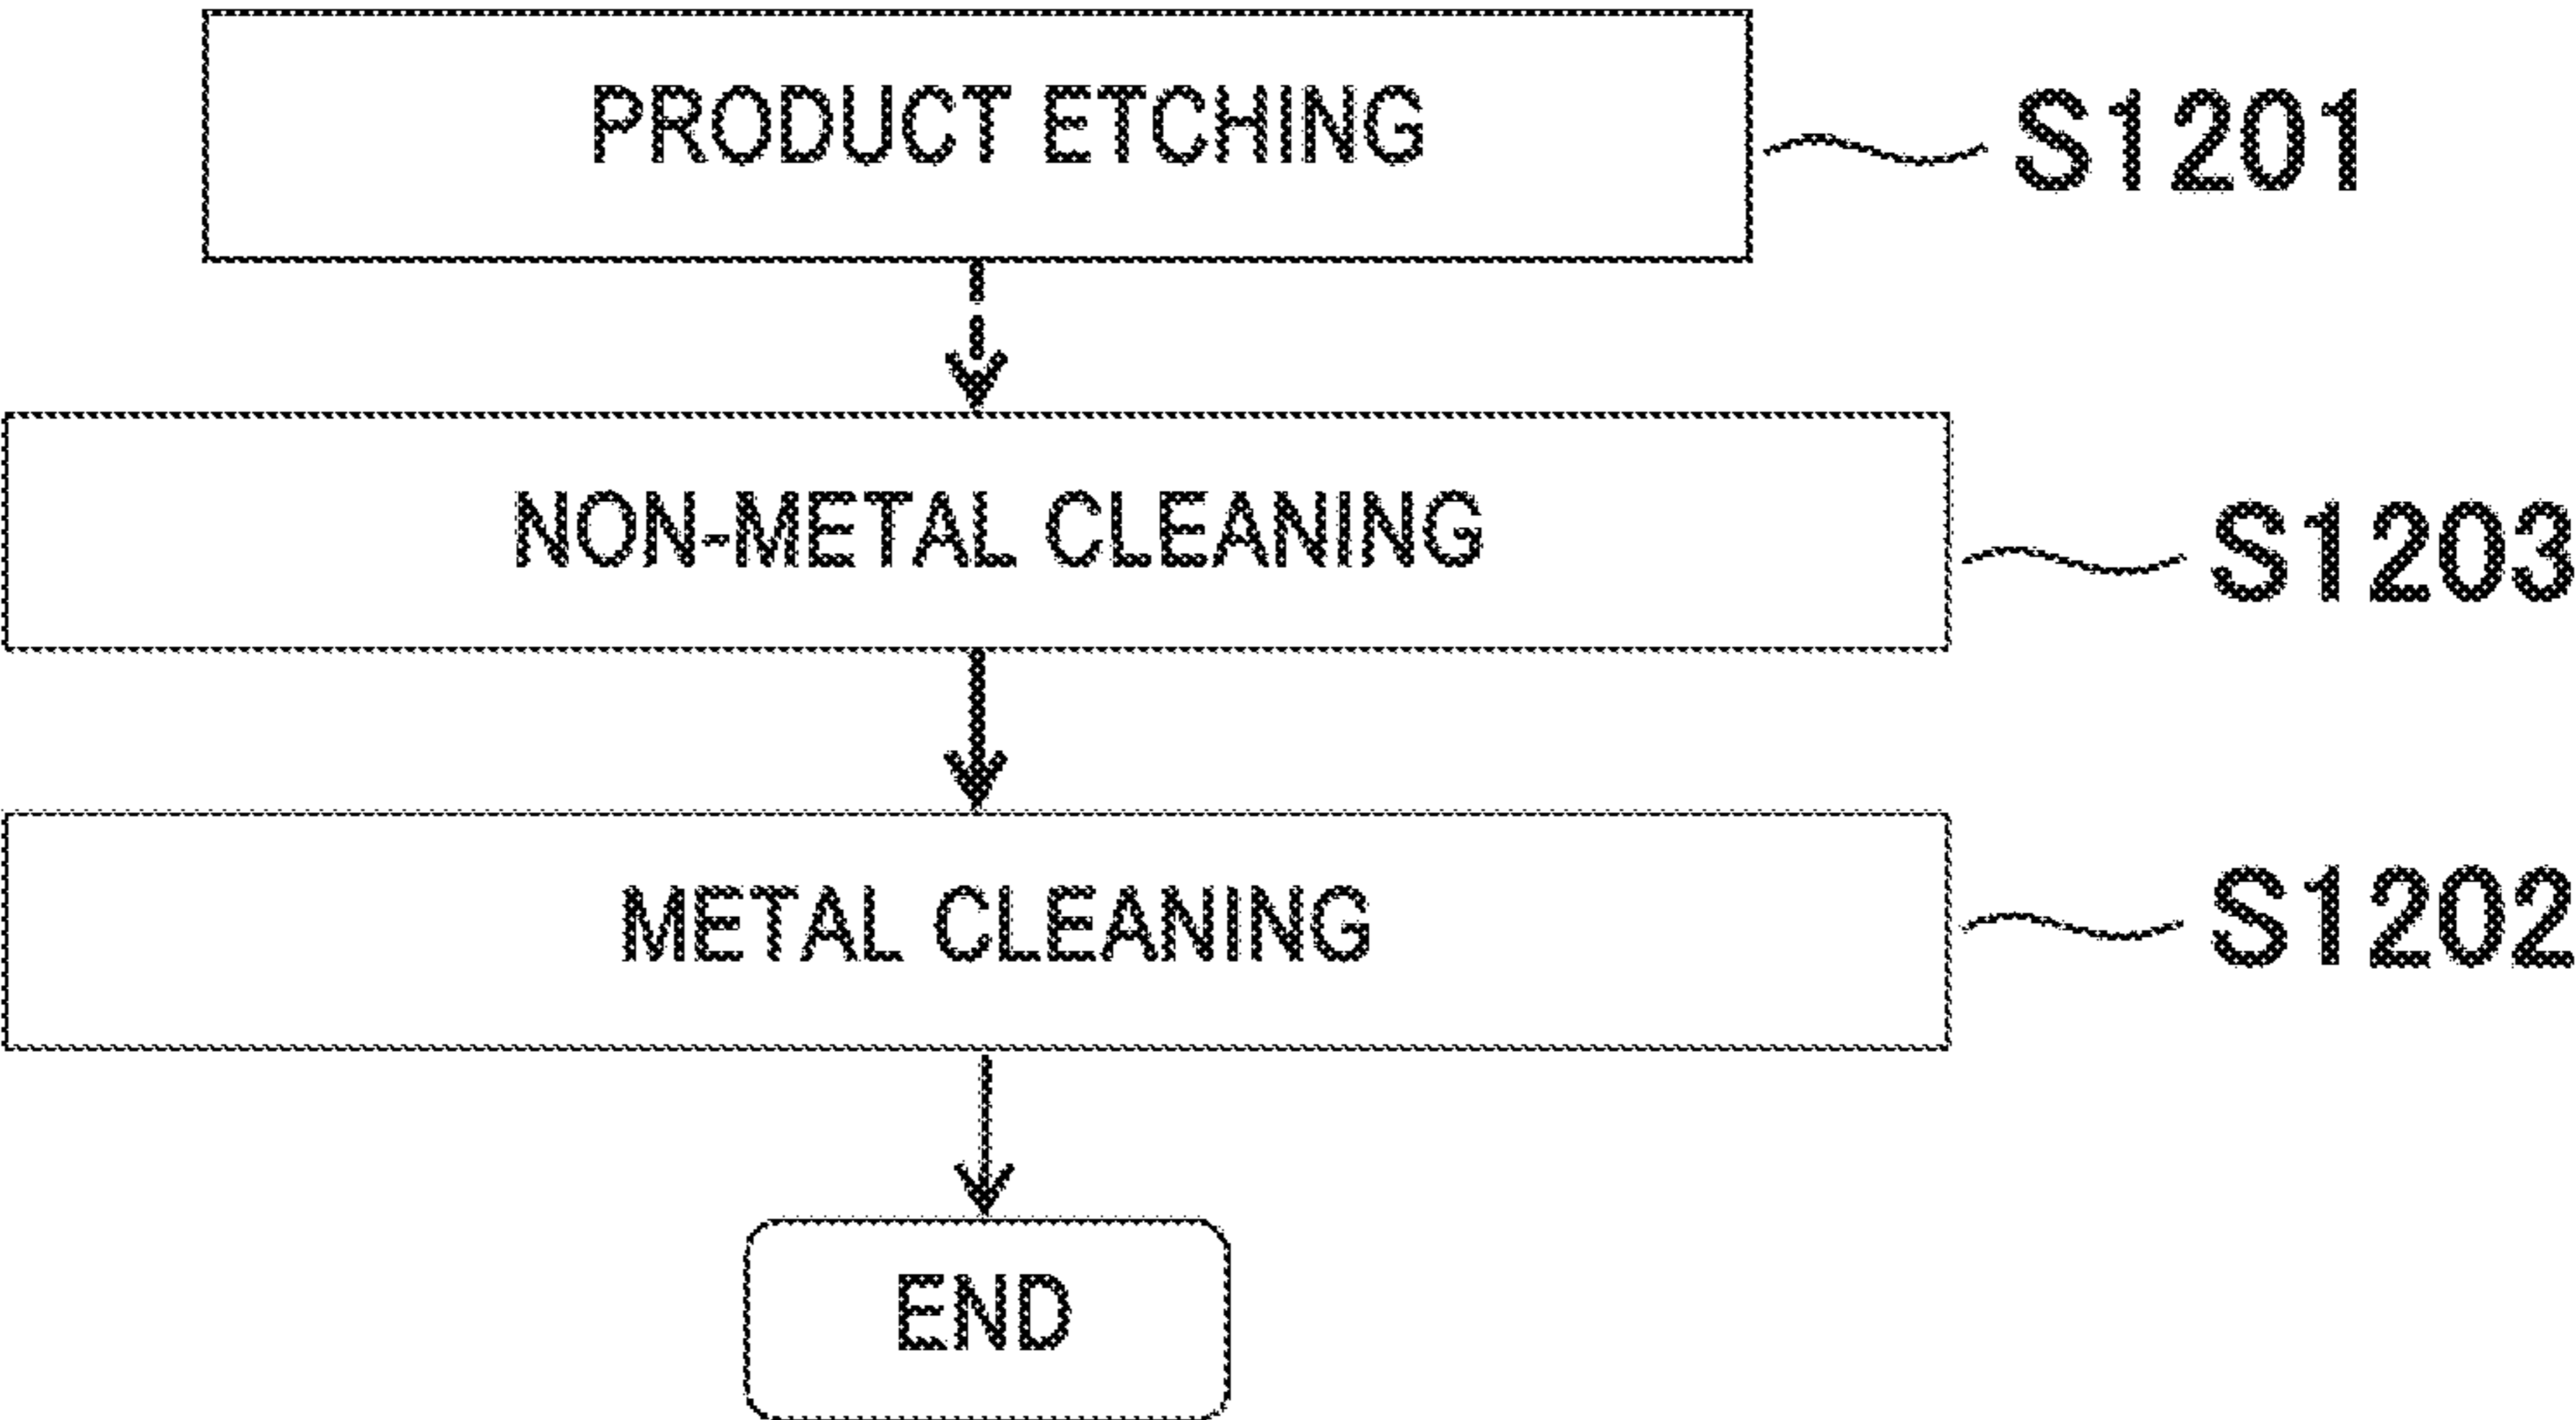 PRODUCT ETCHING S1201
NON-METAL CLEANING S1203
METAL CLEANING S1202
END